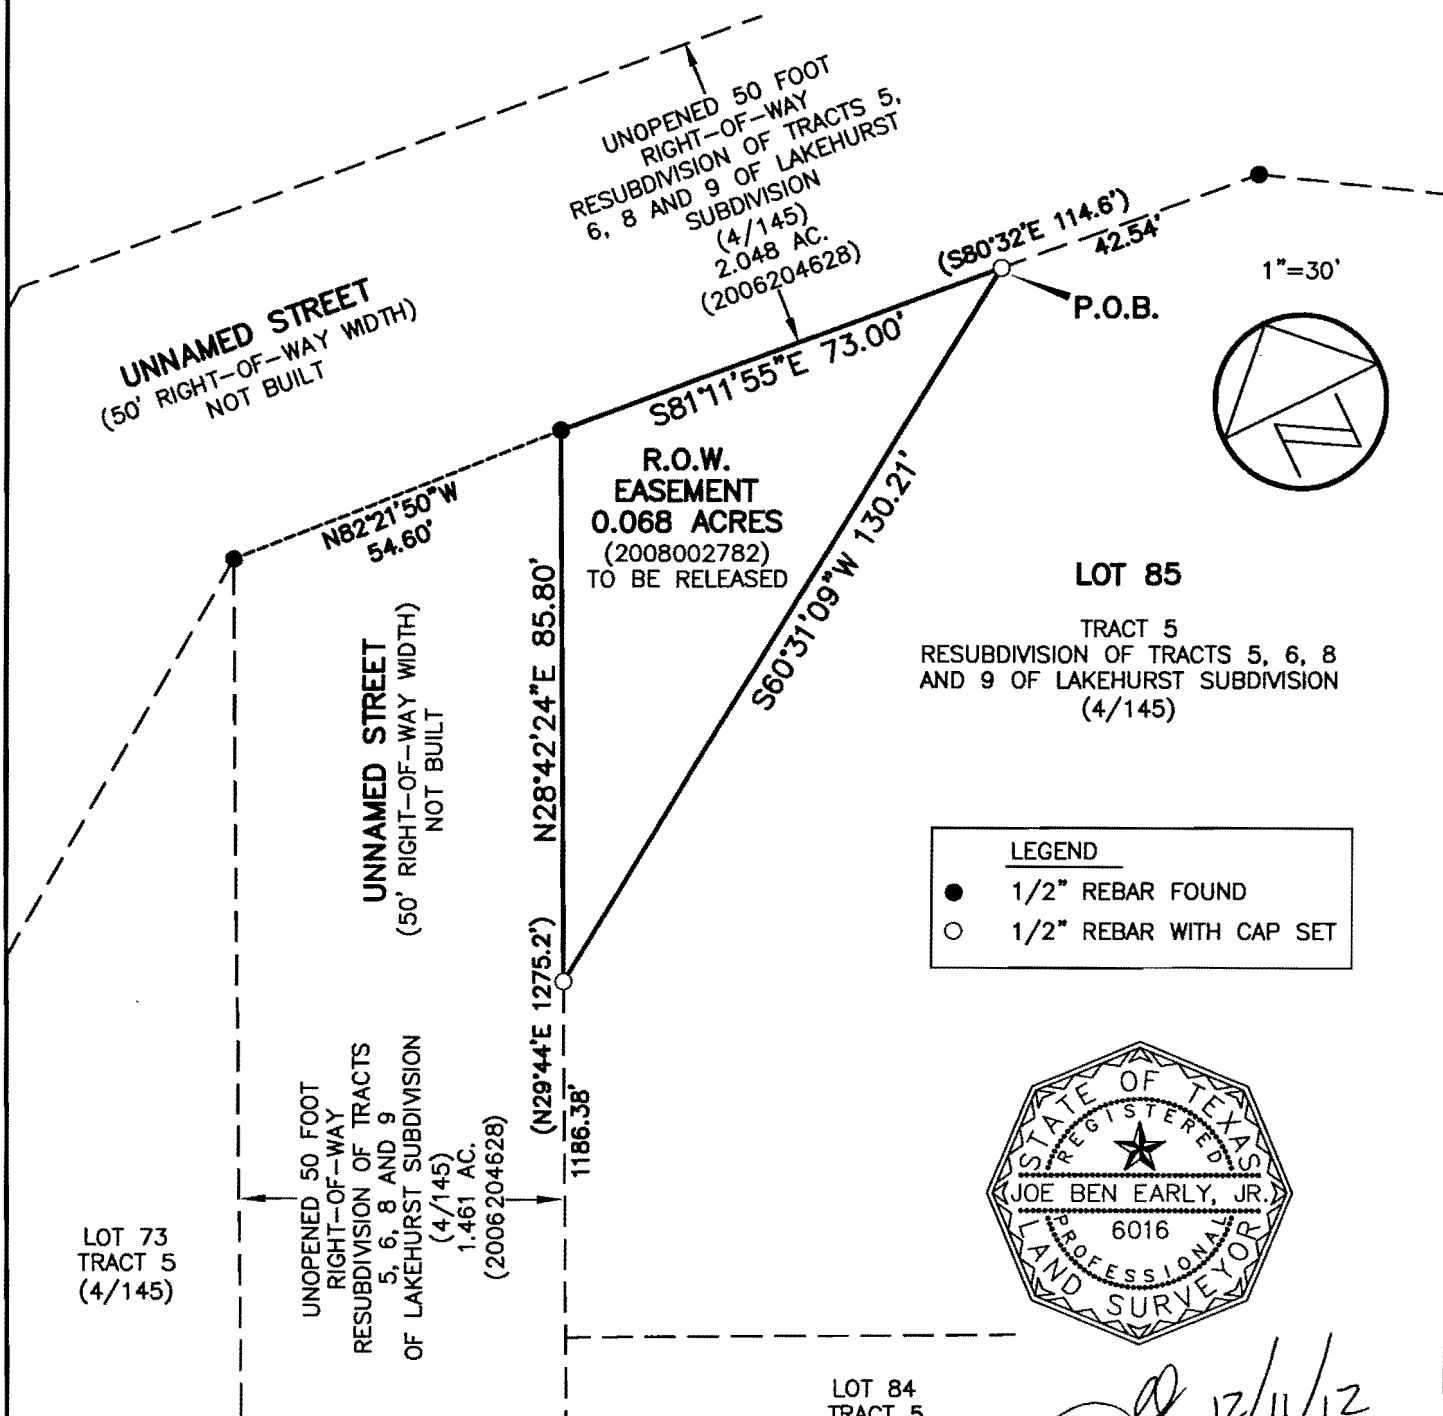 UNOPENED 50 FOOT
RIGHT-OF-WAY
RESUBDIVISION OF TRACTS 5,
6, 8 AND 9 OF LAKEHURST
SUBDIVISION
(4/145)
2.048 AC.
(2006204628)
(S80°32'E 114.6')
42.54'
1"=30'
P.O.B.
UNNAMED STREET
(50' RIGHT-OF-WAY WIDTH)
NOT BUILT
S81°11'55"E 73.00'
N82°21'50"W
54.60'
R.O.W.
EASEMENT
0.068 ACRES
(2008002782)
TO BE RELEASED
N28°42'24"E 85.80'
S60°31'09"W 130.21'
N
LOT 85
TRACT 5
RESUBDIVISION OF TRACTS 5, 6, 8
AND 9 OF LAKEHURST SUBDIVISION
(4/145)
UNNAMED STREET
(50' RIGHT-OF-WAY WIDTH)
NOT BUILT
LEGEND
1/2" REBAR FOUND
1/2" REBAR WITH CAP SET
(N29°44'E 1275.2')
1186.38'
UNOPENED 50 FOOT
RIGHT-OF-WAY
RESUBDIVISION OF TRACTS
5, 6, 8 AND 9
OF LAKEHURST SUBDIVISION
(4/145)
1.461 AC.
(2006204628)
LOT 73
TRACT 5
(4/145)
STATE OF TEXAS
REGISTERED
JOE BEN EARLY, JR.
6016
PROFESSIONAL
LAND SURVEYOR
LOT 84
TRACT 5
12/11/12